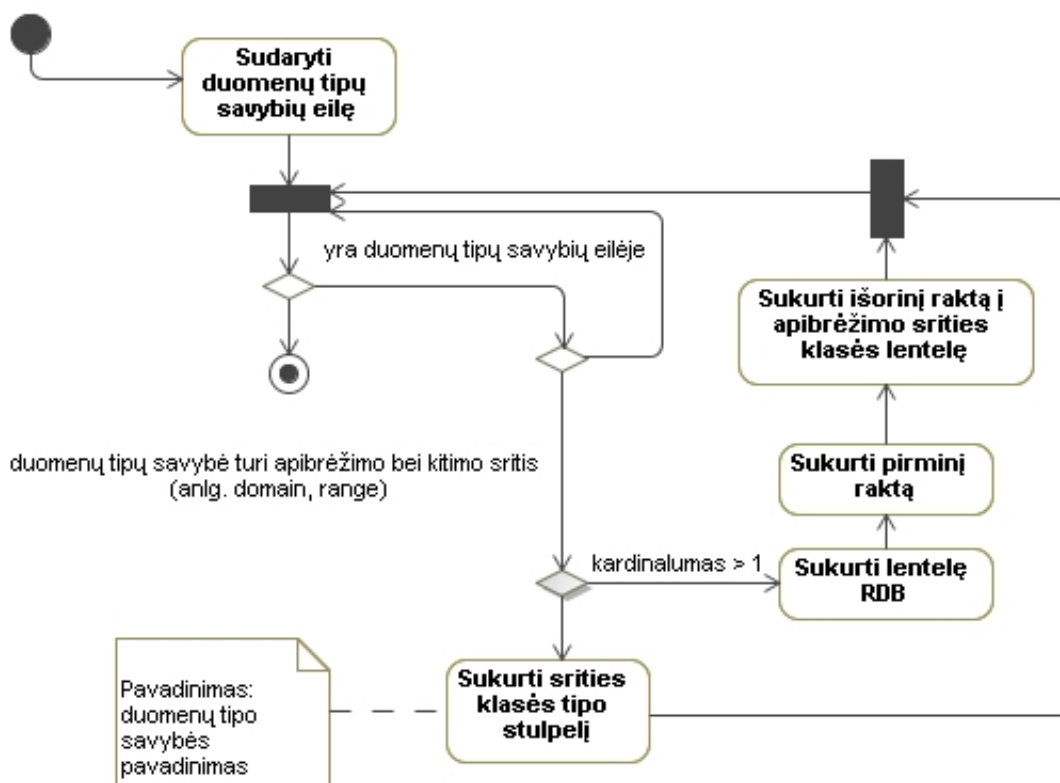 Sudaryti
duomenų tipų
savybių eilę
yra duomenų tipų savybių eilėje
Sukurti išorinį raktą į
apibrėžimo srities
klasės lentelę
duomenų tipų savybė turi apibrėžimo bei kitimo sritis
(anlg. domain, range)
Sukurti pirminį
raktą
kardinalumas > 1
Sukurti lentelę
RDB
Sukurti srities
klasės tipo
stulpelį
Pavadinimas:
duomenų tipo
savybės
pavadinimas